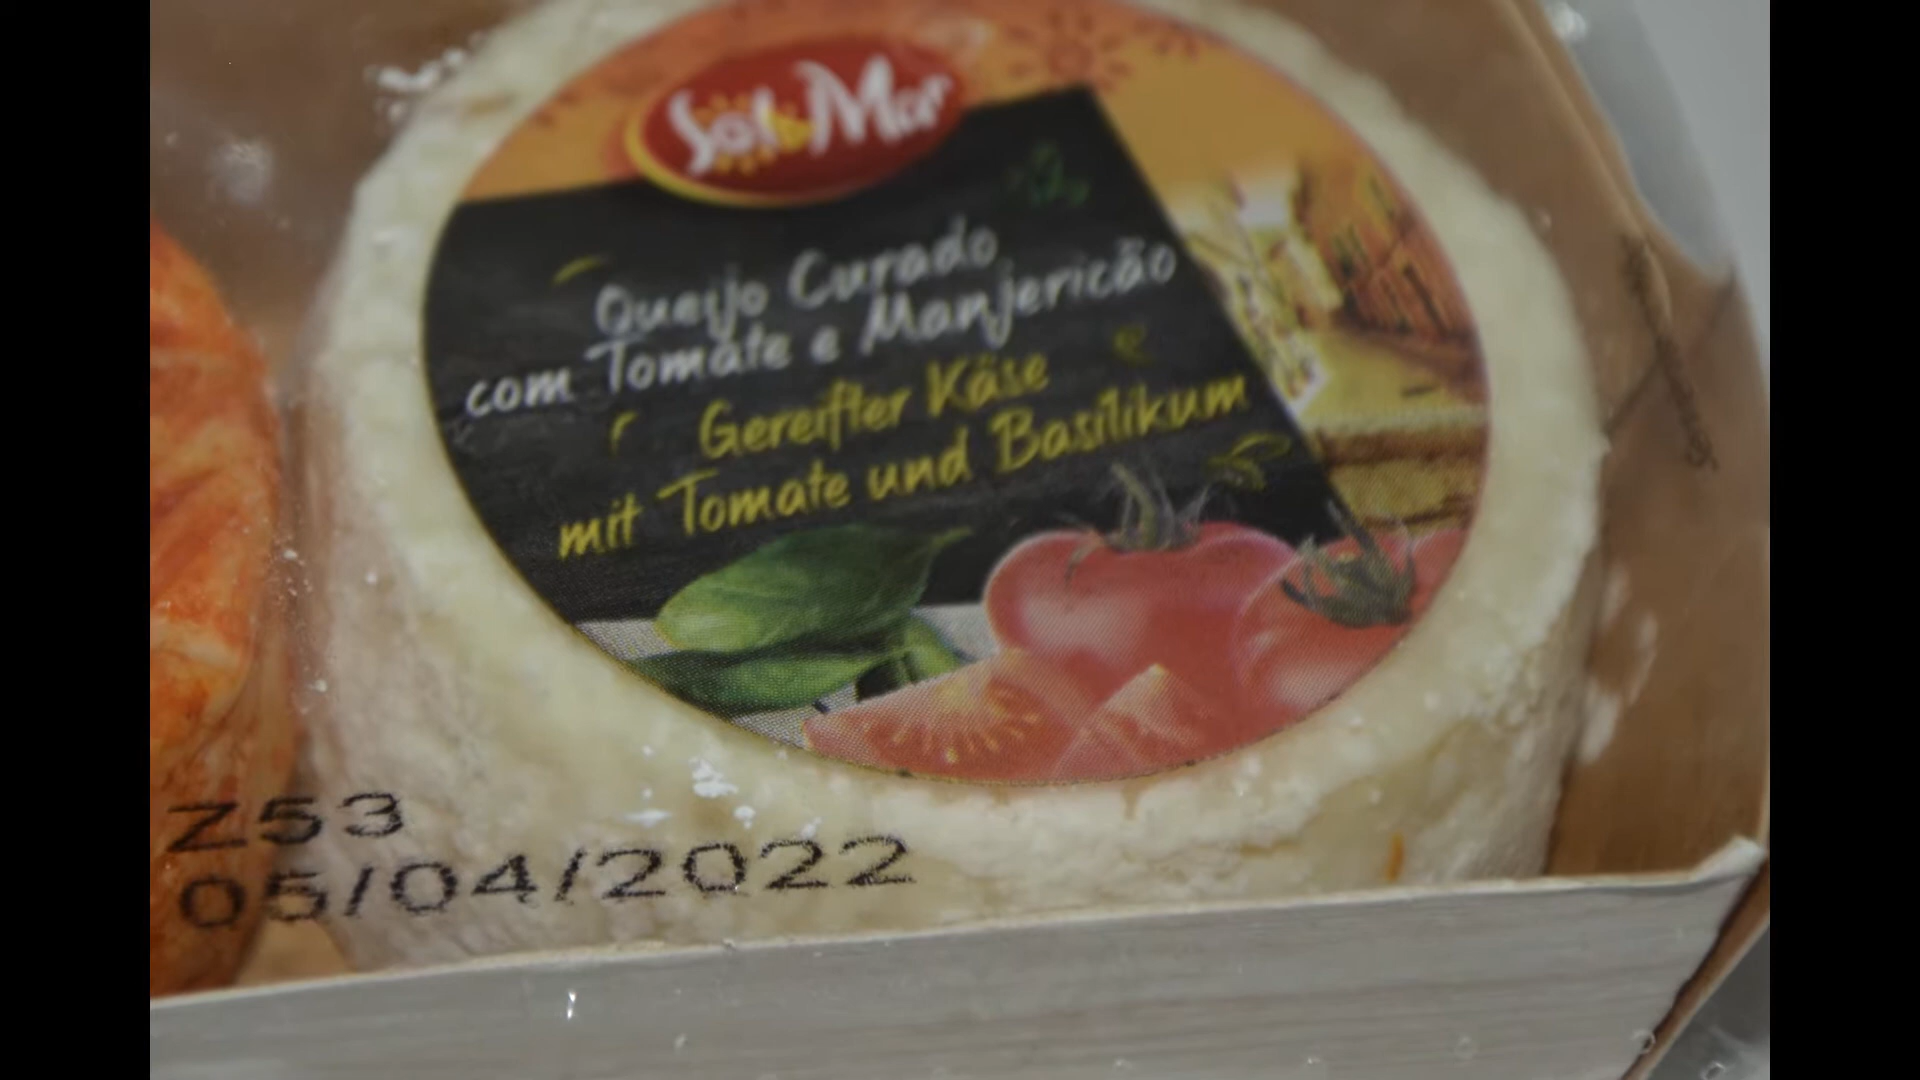 Sol & Mar
Queijo Curado
com Tomate e Manjericão
Gereifter Käse
mit Tomate und Basilikum
Z53
05/04/2022